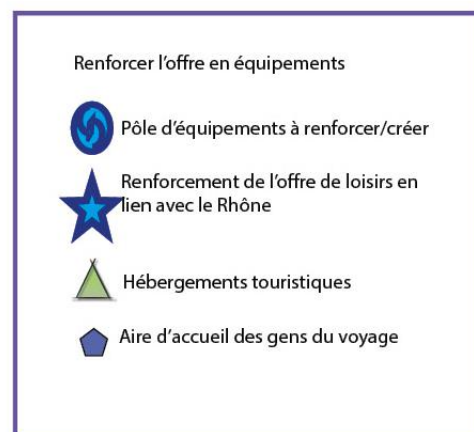 Renforcer l'offre en équipements
Pôle d'équipements à renforcer/créer
Renforcement de l'offre de loisirs en
lien avec le Rhône
Hébergements touristiques
Aire d'accueil des gens du voyage